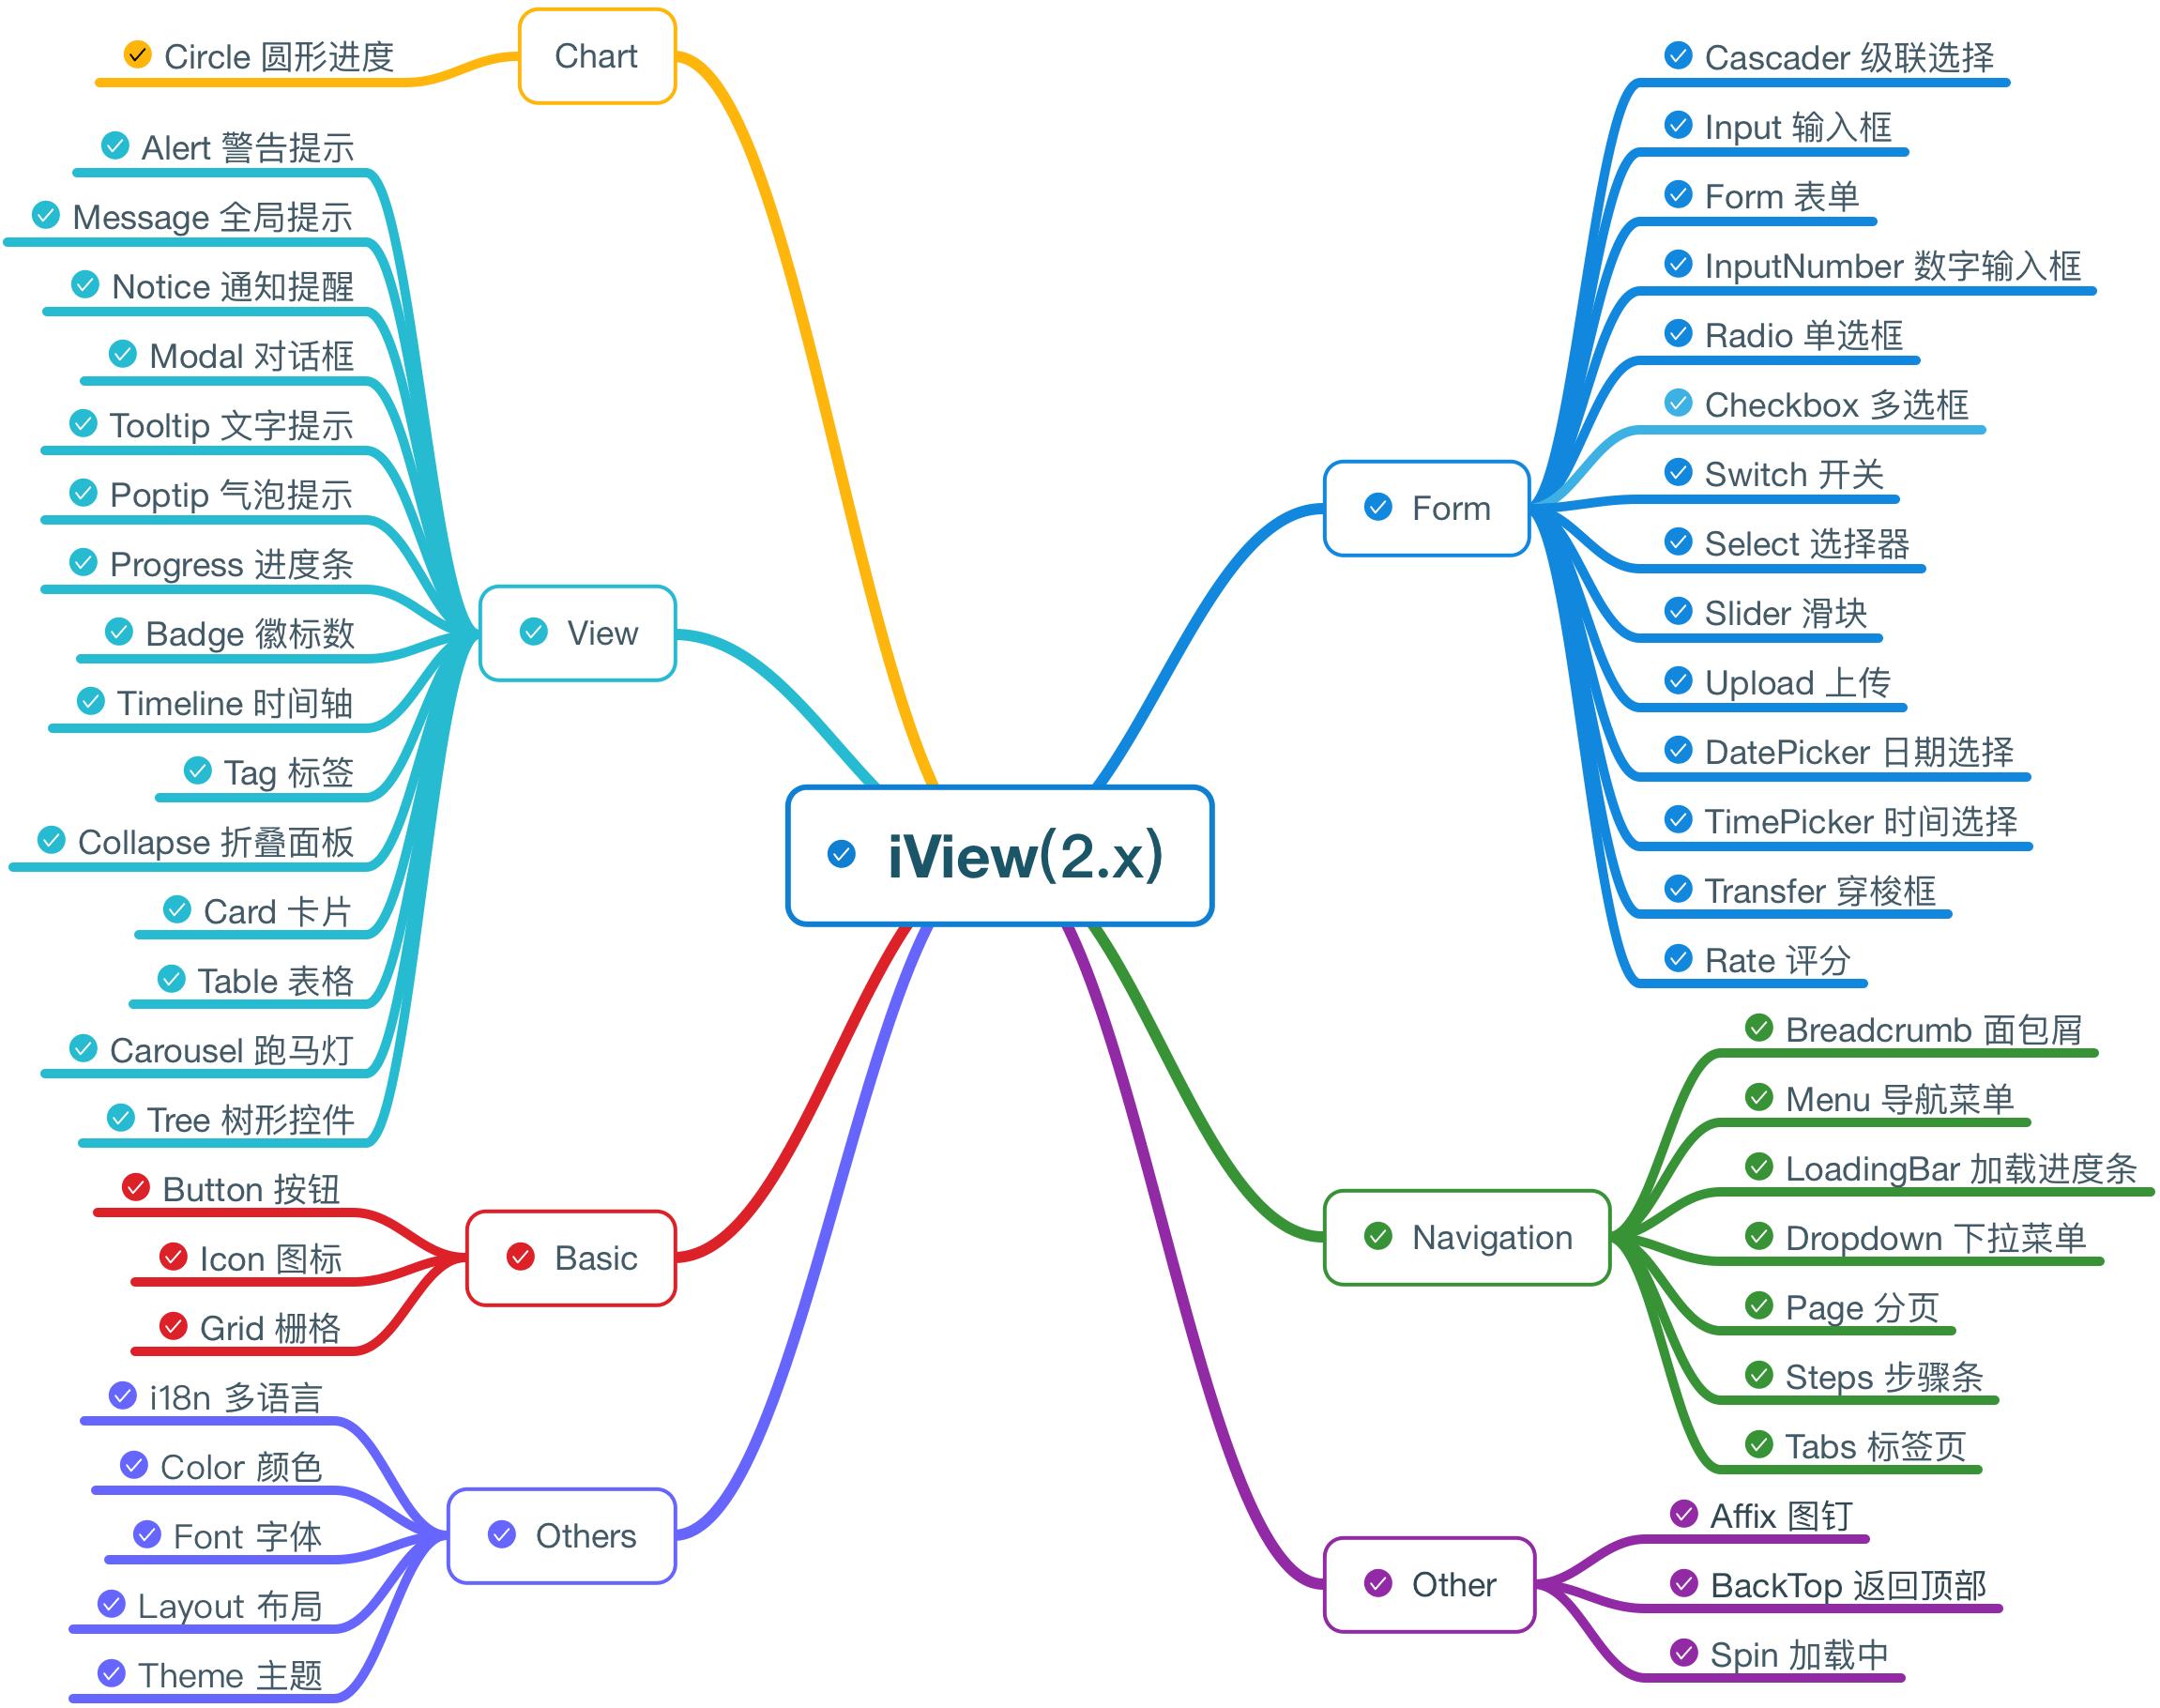 iView(2.x)
Chart
Circle 圆形进度
View
Alert 警告提示
Message 全局提示
Notice 通知提醒
Modal 对话框
Tooltip 文字提示
Poptip 气泡提示
Progress 进度条
Badge 徽标数
Timeline 时间轴
Tag 标签
Collapse 折叠面板
Card 卡片
Table 表格
Carousel 跑马灯
Tree 树形控件
Basic
Button 按钮
Icon 图标
Grid 栅格
Others
i18n 多语言
Color 颜色
Font 字体
Layout 布局
Theme 主题
Form
Cascader 级联选择
Input 输入框
Form 表单
InputNumber 数字输入框
Radio 单选框
Checkbox 多选框
Switch 开关
Select 选择器
Slider 滑块
Upload 上传
DatePicker 日期选择
TimePicker 时间选择
Transfer 穿梭框
Rate 评分
Navigation
Breadcrumb 面包屑
Menu 导航菜单
LoadingBar 加载进度条
Dropdown 下拉菜单
Page 分页
Steps 步骤条
Tabs 标签页
Other
Affix 图钉
BackTop 返回顶部
Spin 加载中